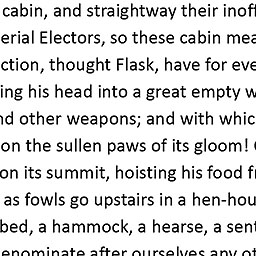 cabin, and straightway their inoff
erial Electors, so these cabin mea
ction, thought Flask, have for eve
ing his head into a great empty w
nd other weapons; and with whic
on the sullen paws of its gloom!
on its summit, hoisting his food f
as fowls go upstairs in a hen-hou
bed, a hammock, a hearse, a sent
enominate after ourselves any ot